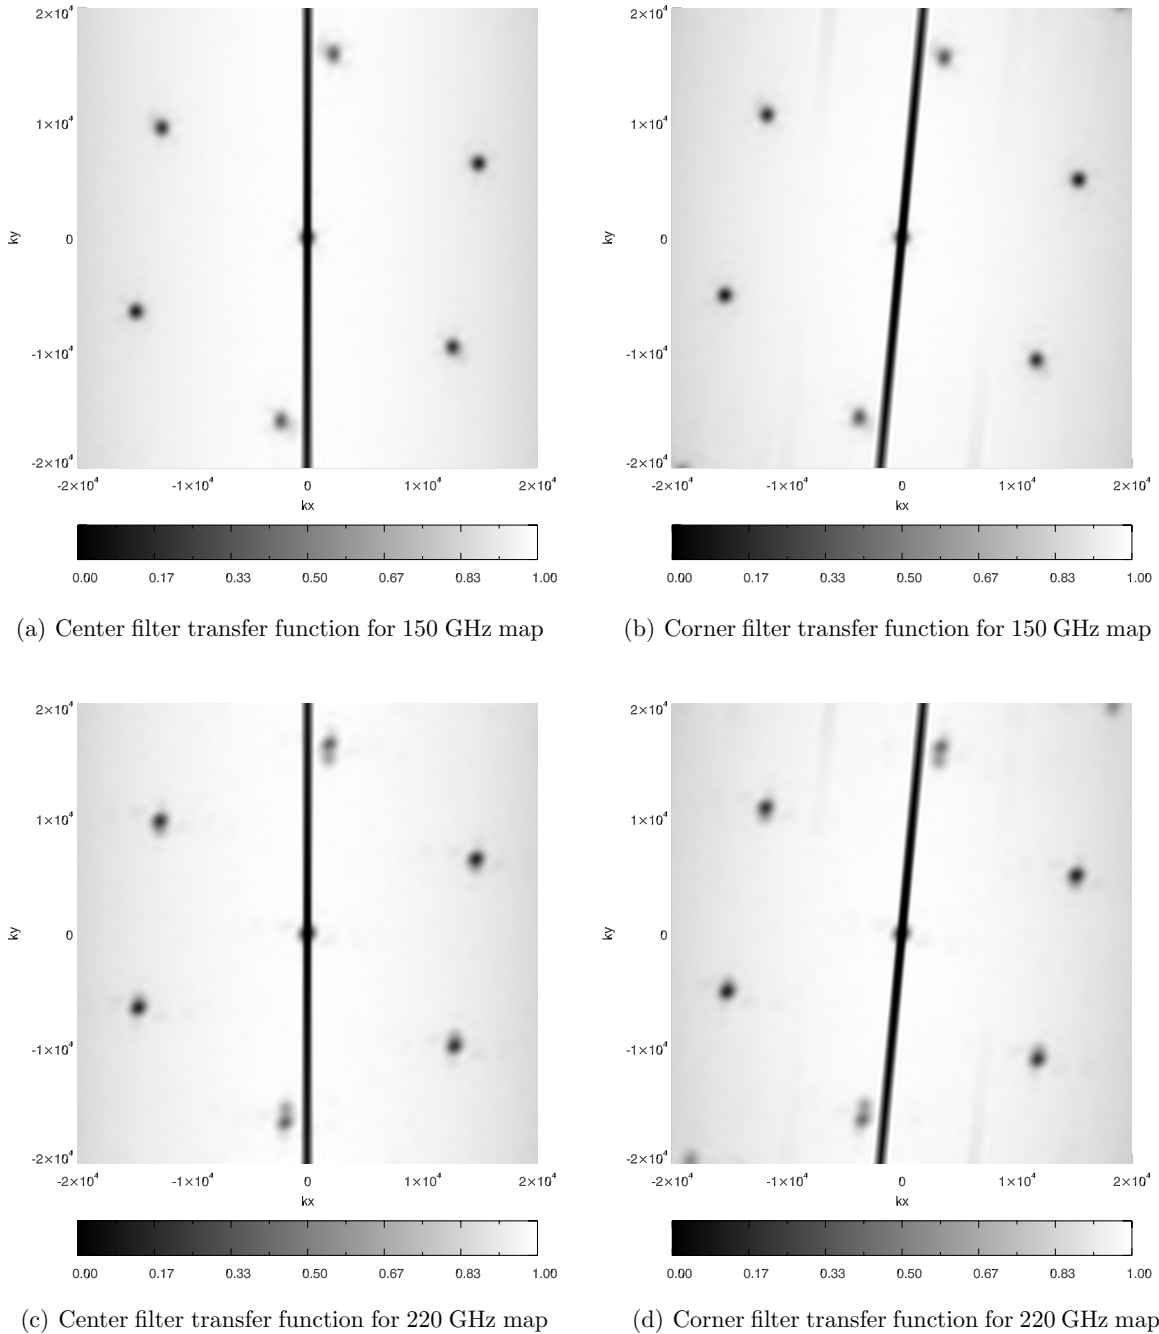 2×10⁴ 2×10⁴
1×10⁴ 1×10⁴
ky 0 ky 0
-1×10⁴ -1×10⁴
-2×10⁴ -2×10⁴
-2×10⁴ -1×10⁴ 0 1×10⁴ 2×10⁴ -2×10⁴ -1×10⁴ 0 1×10⁴ 2×10⁴
kx kx
0.00 0.17 0.33 0.50 0.67 0.83 1.00 0.00 0.17 0.33 0.50 0.67 0.83 1.00
(a) Center filter transfer function for 150 GHz map (b) Corner filter transfer function for 150 GHz map
2×10⁴ 2×10⁴
1×10⁴ 1×10⁴
ky 0 ky 0
-1×10⁴ -1×10⁴
-2×10⁴ -2×10⁴
-2×10⁴ -1×10⁴ 0 1×10⁴ 2×10⁴ -2×10⁴ -1×10⁴ 0 1×10⁴ 2×10⁴
kx kx
0.00 0.17 0.33 0.50 0.67 0.83 1.00 0.00 0.17 0.33 0.50 0.67 0.83 1.00
(c) Center filter transfer function for 220 GHz map (d) Corner filter transfer function for 220 GHz map